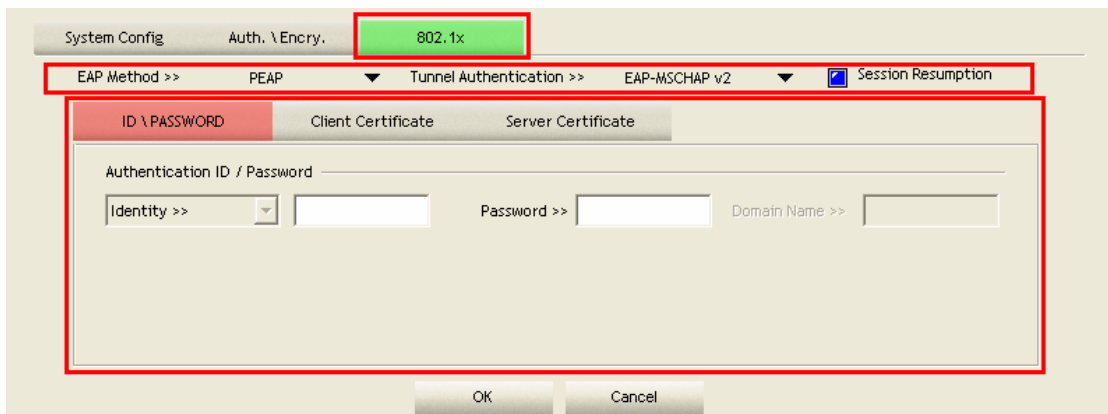 System Config Auth. \ Encry. 802.1x
EAP Method >> PEAP Tunnel Authentication >> EAP-MSCHAP v2 Session Resumption
ID \ PASSWORD Client Certificate Server Certificate
Authentication ID / Password
Identity >> Password >> Domain Name >>
OK Cancel